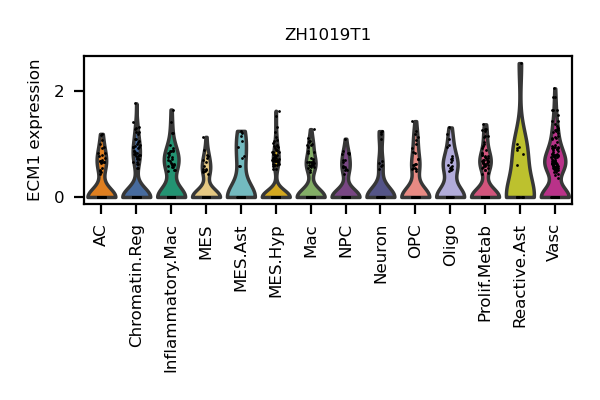 ZH1019T1
ECM1 expression
2
0
AC
Chromatin.Reg
Inflammatory.Mac
MES
MES.Ast
MES.Hyp
Mac
NPC
Neuron
OPC
Oligo
Prolif.Metab
Reactive.Ast
Vasc